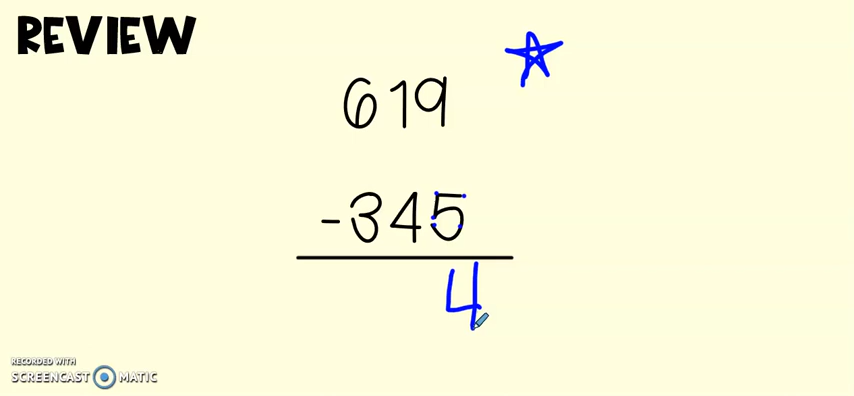 REVIEW
619
-345
4
RECORDED WITH
SCREENCAST MATIC